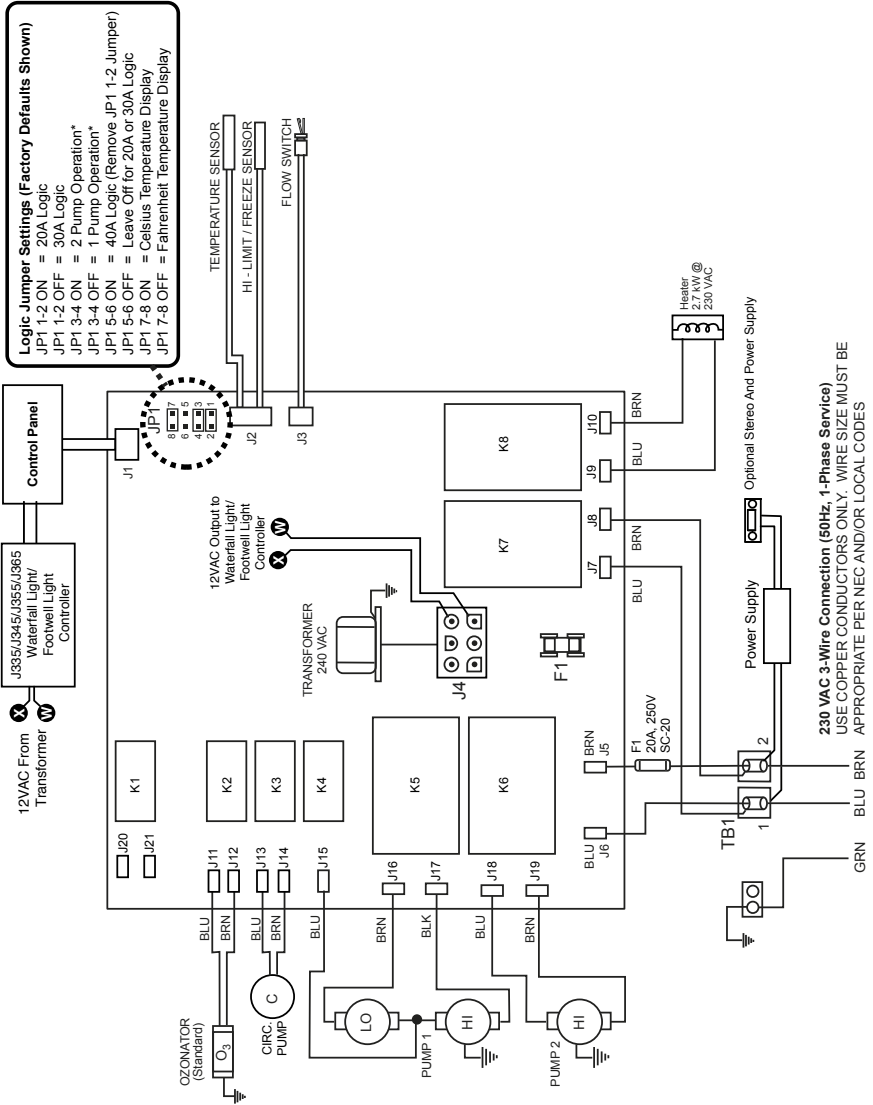 Logic Jumper Settings (Factory Defaults Shown)
JP1 1-2 ON = 20A Logic
JP1 1-2 OFF = 30A Logic
JP1 3-4 ON = 2 Pump Operation*
JP1 3-4 OFF = 1 Pump Operation*
JP1 5-6 ON = 40A Logic (Remove JP1 1-2 Jumper)
JP1 5-6 OFF = Leave Off for 20A or 30A Logic
JP1 7-8 ON = Celsius Temperature Display
JP1 7-8 OFF = Fahrenheit Temperature Display
Control Panel
J335/J345/J355/J365
Waterfall Light/
Footwell Light
Controller
X
W
12VAC From
Transformer
J1
JP1
8 7
6 5
4 3
2 1
J2
J3
TEMPERATURE SENSOR
HI - LIMIT / FREEZE SENSOR
FLOW SWITCH
12VAC Output to
Waterfall Light/
Footwell Light
Controller
X
W
TRANSFORMER
240 VAC
J4
F1
K1
K2
K3
K4
K5
K6
K7
K8
J20
J21
J11
J12
J13
J14
J15
J16
J17
J18
J19
BLU
BRN
BLU
BRN
BLU
BRN
BLK
BLU
BRN
OZONATOR
(Standard)
O3
CIRC.
PUMP
C
LO
PUMP 1
HI
PUMP 2
HI
J10
J9
J8
J7
BRN
BLU
BRN
BLU
Heater
2.7 kW @
230 VAC
BRN
J5
BLU
J6
F1
20A, 250V
SC-20
TB1
1
2
Power Supply
Optional Stereo And Power Supply
GRN
BLU
BRN
230 VAC 3-Wire Connection (50Hz, 1-Phase Service)
USE COPPER CONDUCTORS ONLY. WIRE SIZE MUST BE
APPROPRIATE PER NEC AND/OR LOCAL CODES